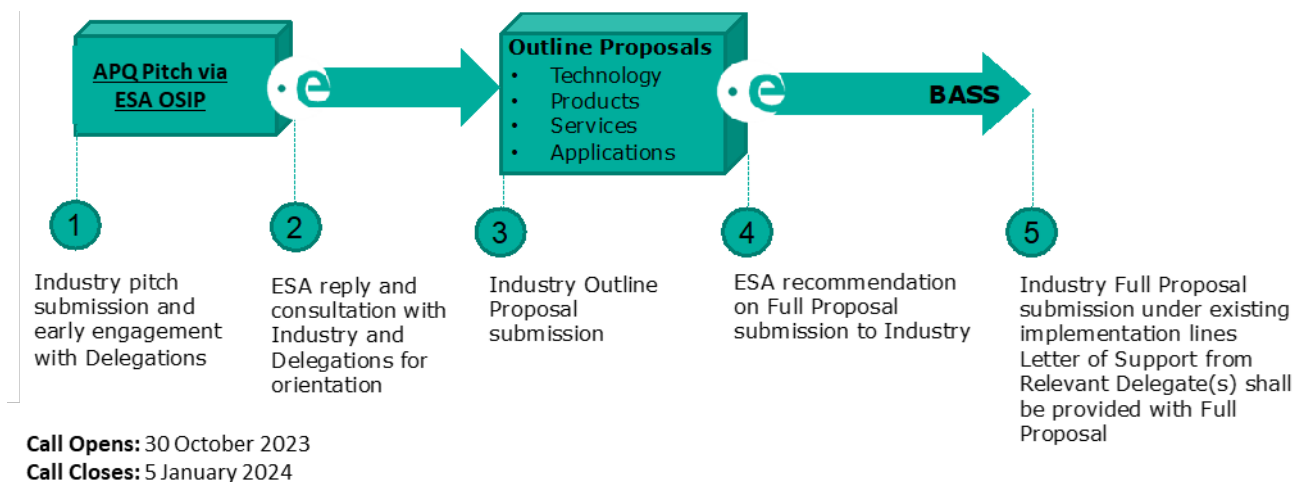 APQ Pitch via
ESA OSIP
e
Outline Proposals
• Technology
• Products
• Services
• Applications
e
BASS
1
Industry pitch
submission and
early engagement
with Delegations
2
ESA reply and
consultation with
Industry and
Delegations for
orientation
3
Industry Outline
Proposal
submission
4
ESA recommendation
on Full Proposal
submission to Industry
5
Industry Full Proposal
submission under existing
implementation lines
Letter of Support from
Relevant Delegate(s) shall
be provided with Full
Proposal
Call Opens: 30 October 2023
Call Closes: 5 January 2024